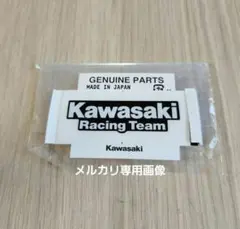 GENUINE PARTS
MADE IN JAPAN
Kawasaki
Racing Team
Kawasaki
メルカリ専用画像